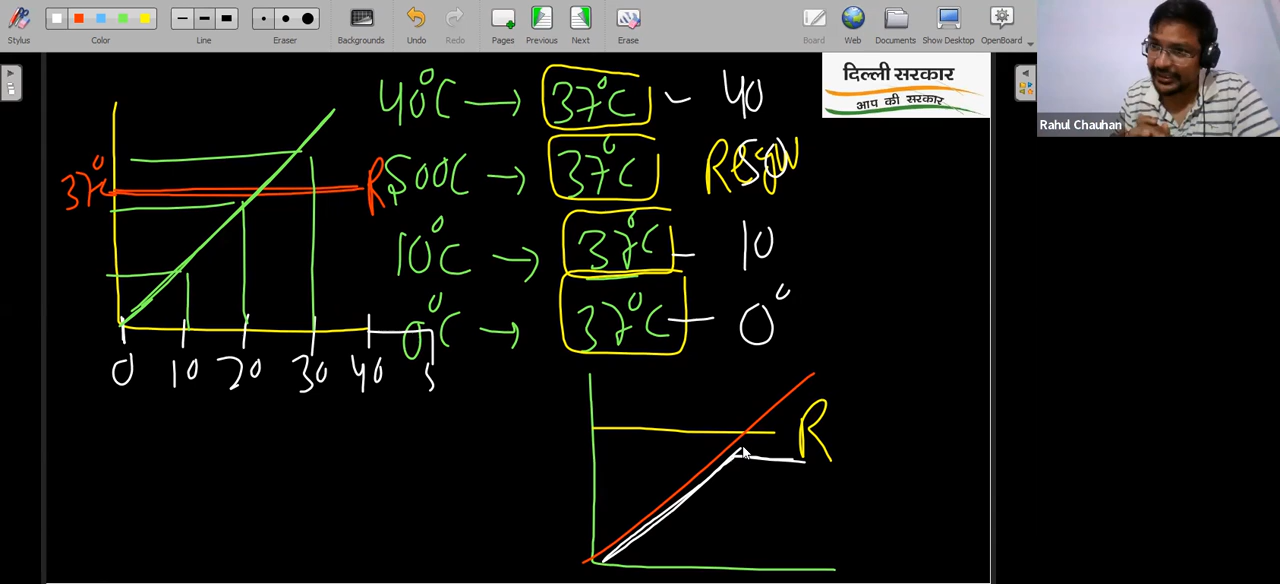 Stylus
Color
Line
Eraser
Backgrounds
Undo
Redo
Pages
Previous
Next
Erase
Board
Web
Documents
Show Desktop
OpenBoard
दिल्ली सरकार
आप की सरकार
Rahul Chauhan
40°C → 37°C - 40
37°C
R
500C → 37°C
10°C → 37°C - 10
0°C → 37°C - 0°
0 10 20 30 40
R